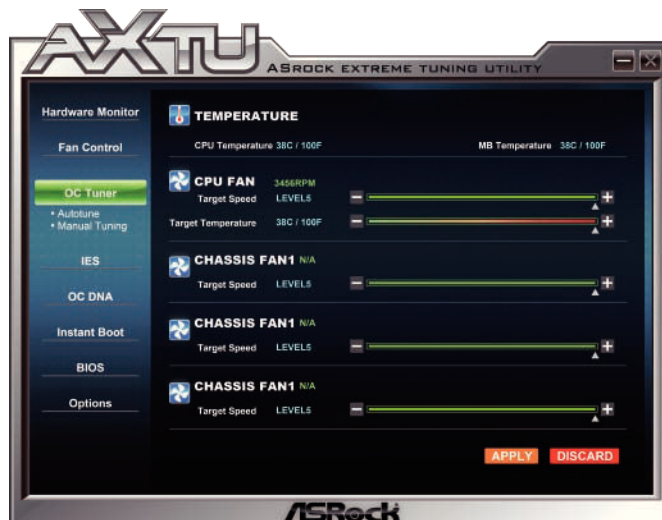 AXTU
ASROCK EXTREME TUNING UTILITY
Hardware Monitor
Fan Control
OC Tuner
• Autotune
• Manual Tuning
IES
OC DNA
Instant Boot
BIOS
Options
TEMPERATURE
CPU Temperature 38C / 100F MB Temperature 38C / 100F
CPU FAN 3456RPM
Target Speed LEVEL5
Target Temperature 38C / 100F
CHASSIS FAN1 N/A
Target Speed LEVEL5
CHASSIS FAN1 N/A
Target Speed LEVEL5
CHASSIS FAN1 N/A
Target Speed LEVEL5
APPLY DISCARD
ASRock